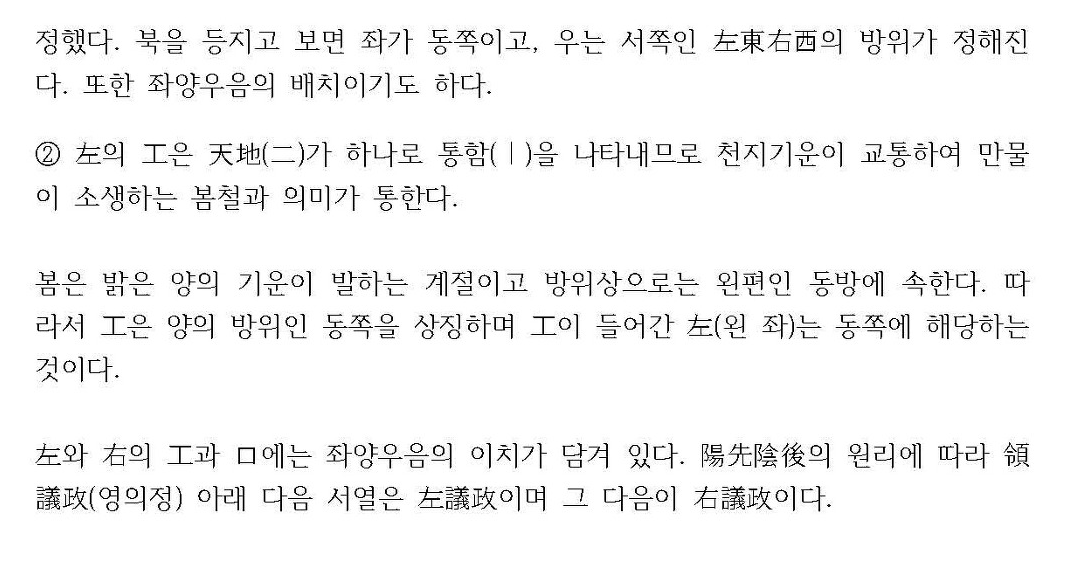 정했다. 북을 등지고 보면 좌가 동쪽이고, 우는 서쪽인 左東右西의 방위가 정해진
다. 또한 좌양우음의 배치이기도 하다.
② 左의 工은 天地(二)가 하나로 통함(ㅣ)을 나타내므로 천지기운이 교통하여 만물
이 소생하는 봄철과 의미가 통한다.
봄은 밝은 양의 기운이 발하는 계절이고 방위상으로는 왼편인 동방에 속한다. 따
라서 工은 양의 방위인 동쪽을 상징하며 工이 들어간 左(왼 좌)는 동쪽에 해당하는
것이다.
左와 右의 工과 口에는 좌양우음의 이치가 담겨 있다. 陽先陰後의 원리에 따라 領
議政(영의정) 아래 다음 서열은 左議政이며 그 다음이 右議政이다.